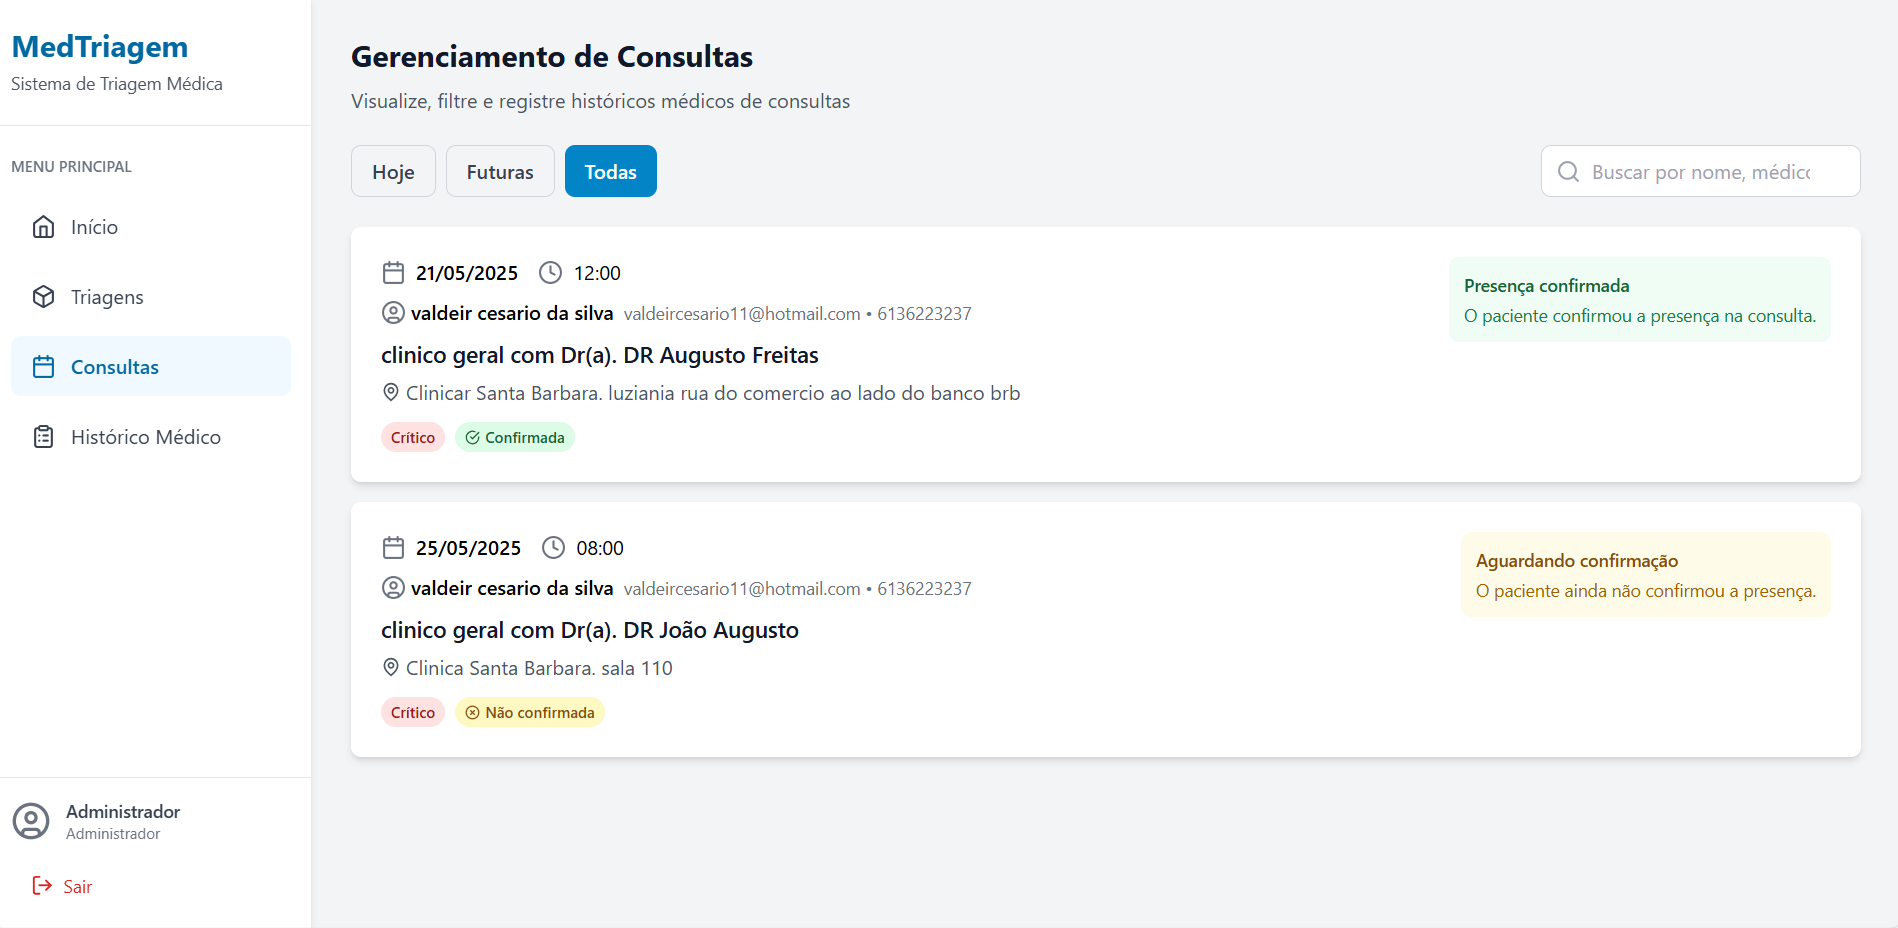 MedTriagem
Sistema de Triagem Médica
MENU PRINCIPAL
Início
Triagens
Consultas
Histórico Médico
Administrador
Administrador
Sair
Gerenciamento de Consultas
Visualize, filtre e registre históricos médicos de consultas
Hoje
Futuras
Todas
Buscar por nome, médico
21/05/2025 12:00
valdeir cesario da silva valdeircesario11@hotmail.com • 6136223237
clinico geral com Dr(a). DR Augusto Freitas
Clinicar Santa Barbara. luziania rua do comercio ao lado do banco brb
Crítico
Confirmada
Presença confirmada
O paciente confirmou a presença na consulta.
25/05/2025 08:00
valdeir cesario da silva valdeircesario11@hotmail.com • 6136223237
clinico geral com Dr(a). DR João Augusto
Clinica Santa Barbara. sala 110
Crítico
Não confirmada
Aguardando confirmação
O paciente ainda não confirmou a presença.